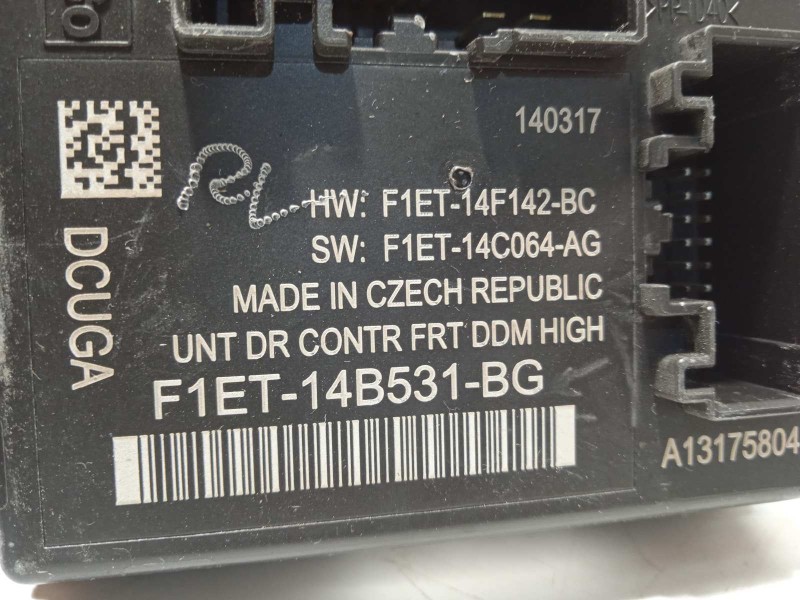 140317
HW: F1ET-14F142-BC
SW: F1ET-14C064-AG
MADE IN CZECH REPUBLIC
UNT DR CONTR FRT DDM HIGH
F1ET-14B531-BG
DCUGA
A13175804